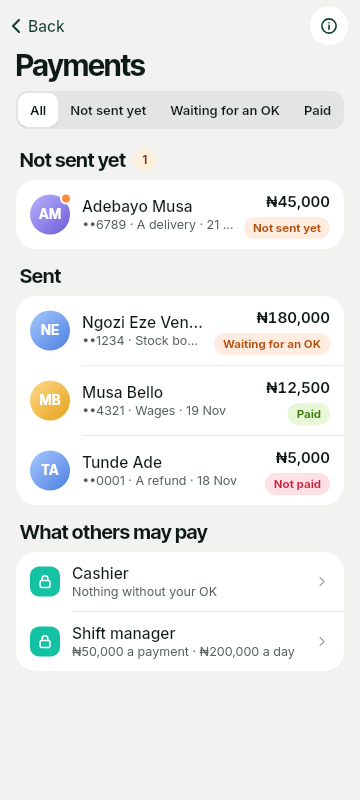 Back
Payments
All Not sent yet Waiting for an OK Paid
Not sent yet 1
AM Adebayo Musa ₦45,000
••6789 · A delivery · 21 ... Not sent yet
Sent
NE Ngozi Eze Ven... ₦180,000
••1234 · Stock bo... Waiting for an OK
MB Musa Bello ₦12,500
••4321 · Wages · 19 Nov Paid
TA Tunde Ade ₦5,000
••0001 · A refund · 18 Nov Not paid
What others may pay
Cashier
Nothing without your OK
Shift manager
₦50,000 a payment · ₦200,000 a day